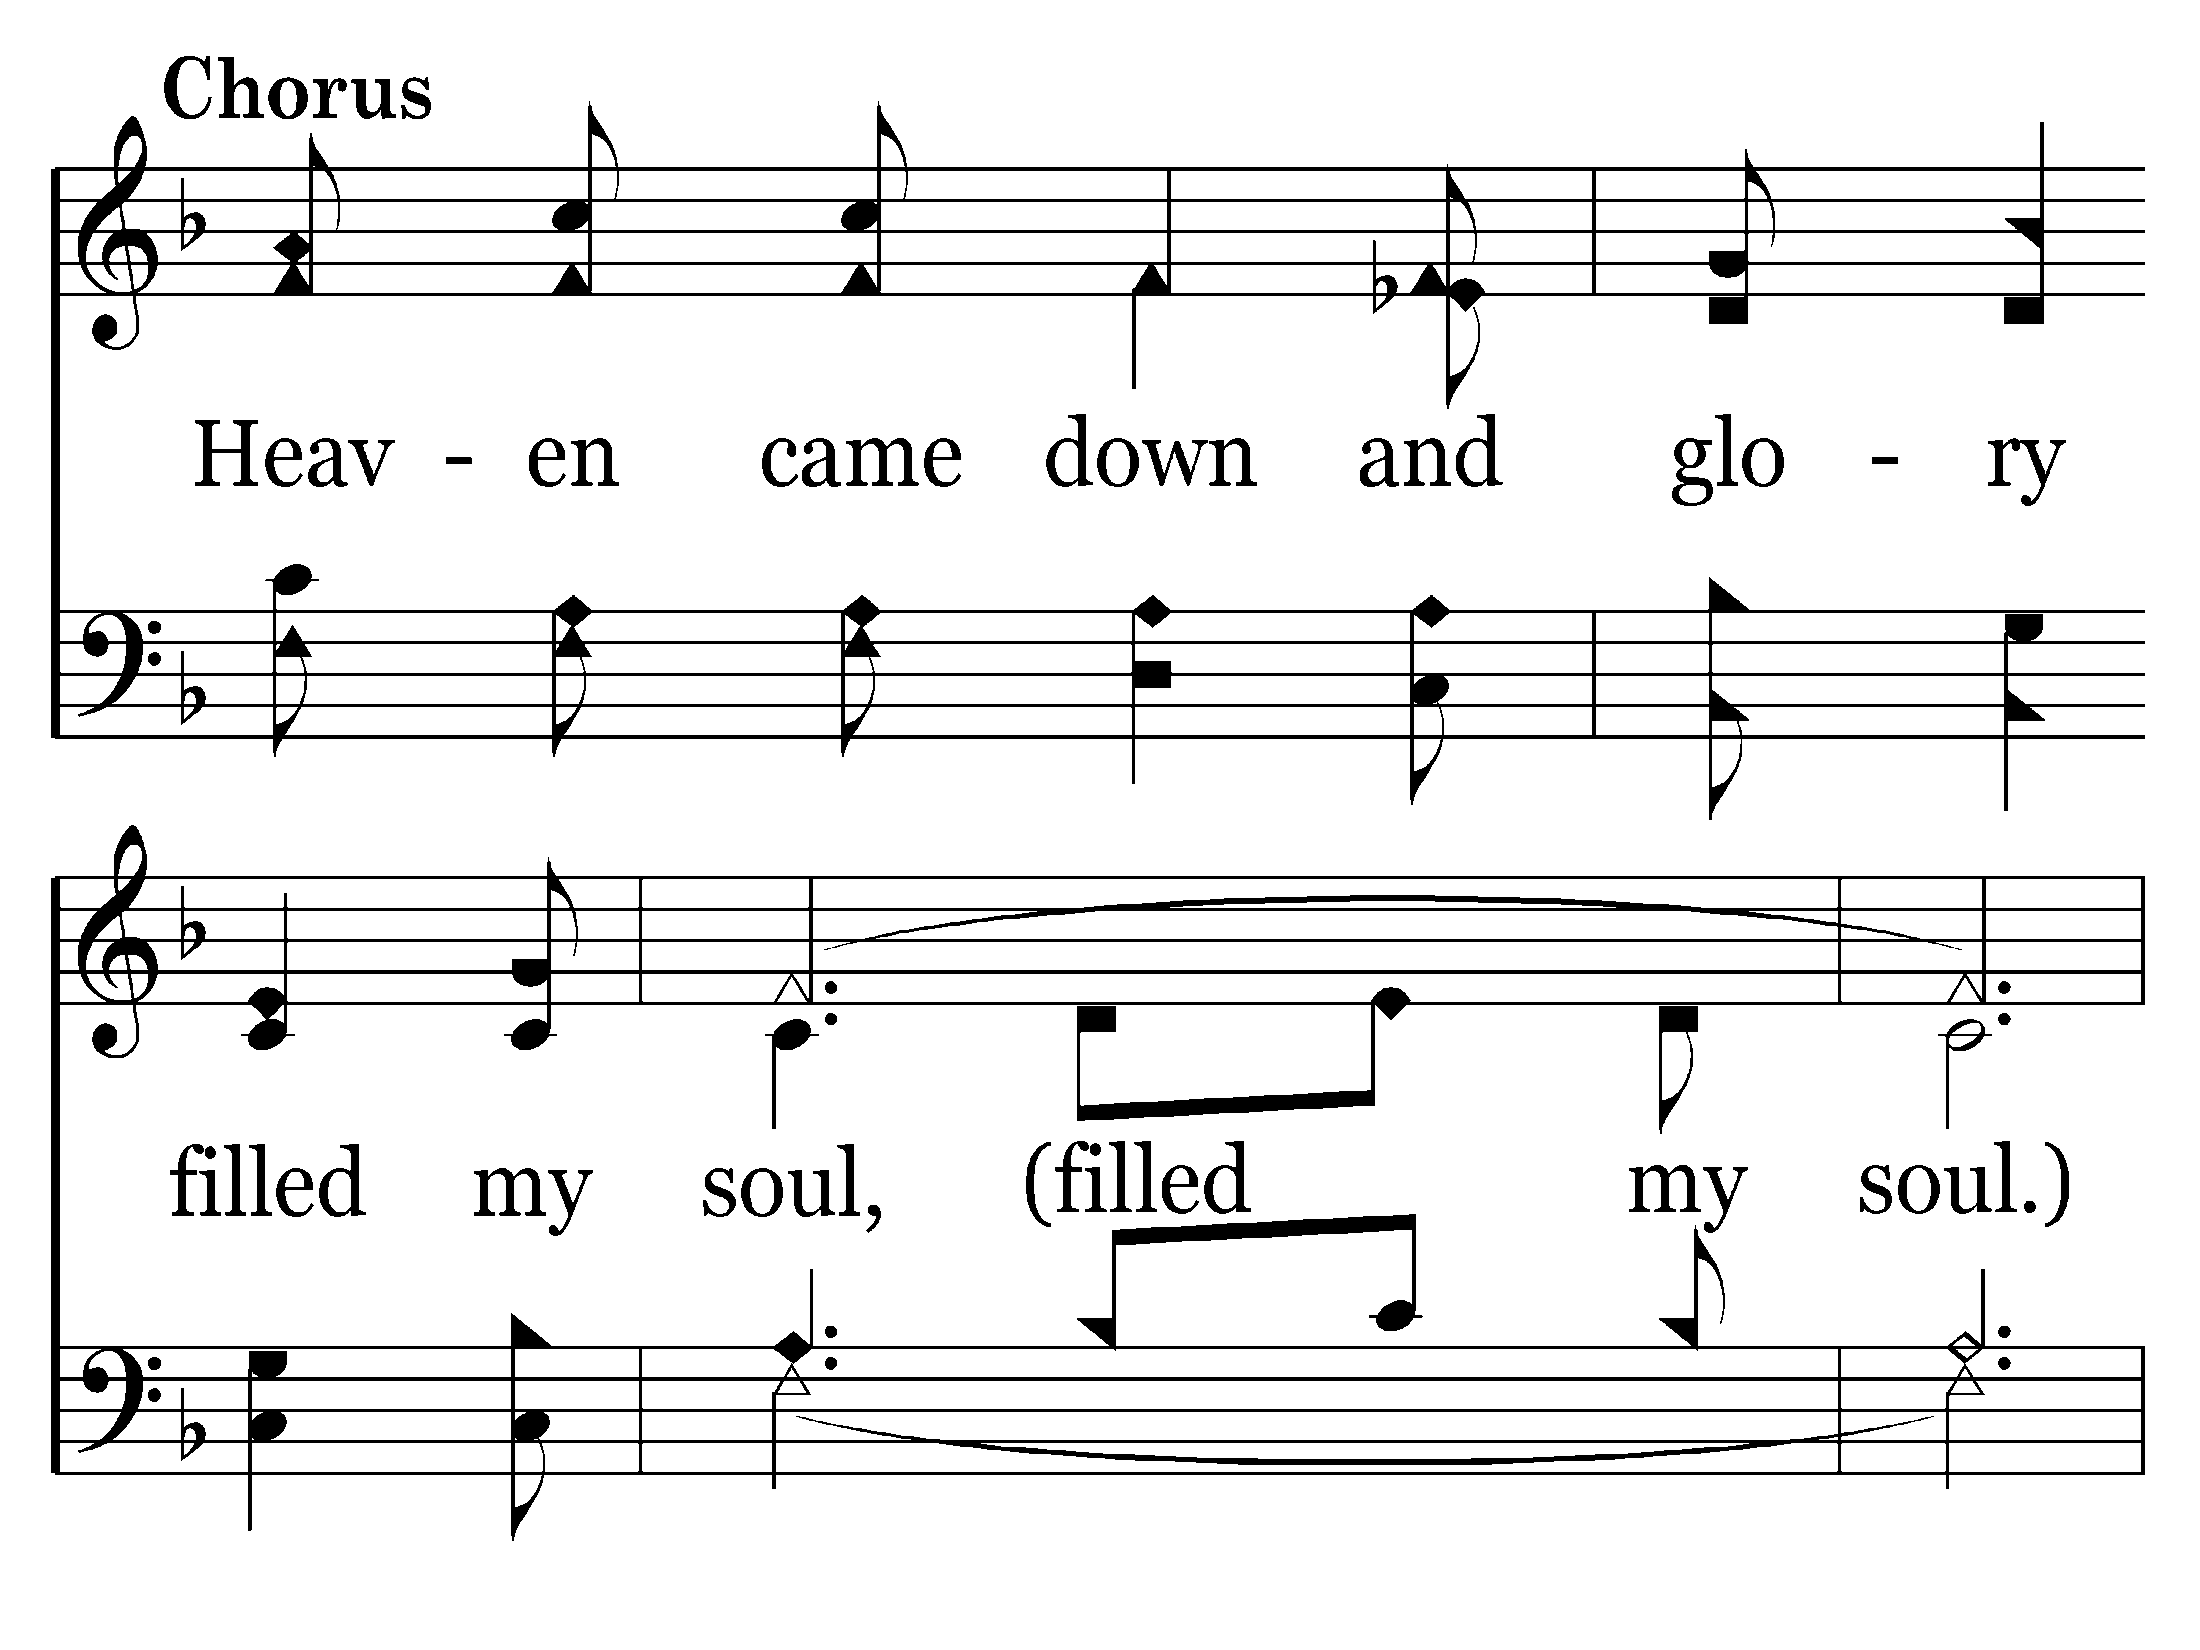 Chorus
Heav - en came down and glo - ry
filled my soul, (filled my soul.)